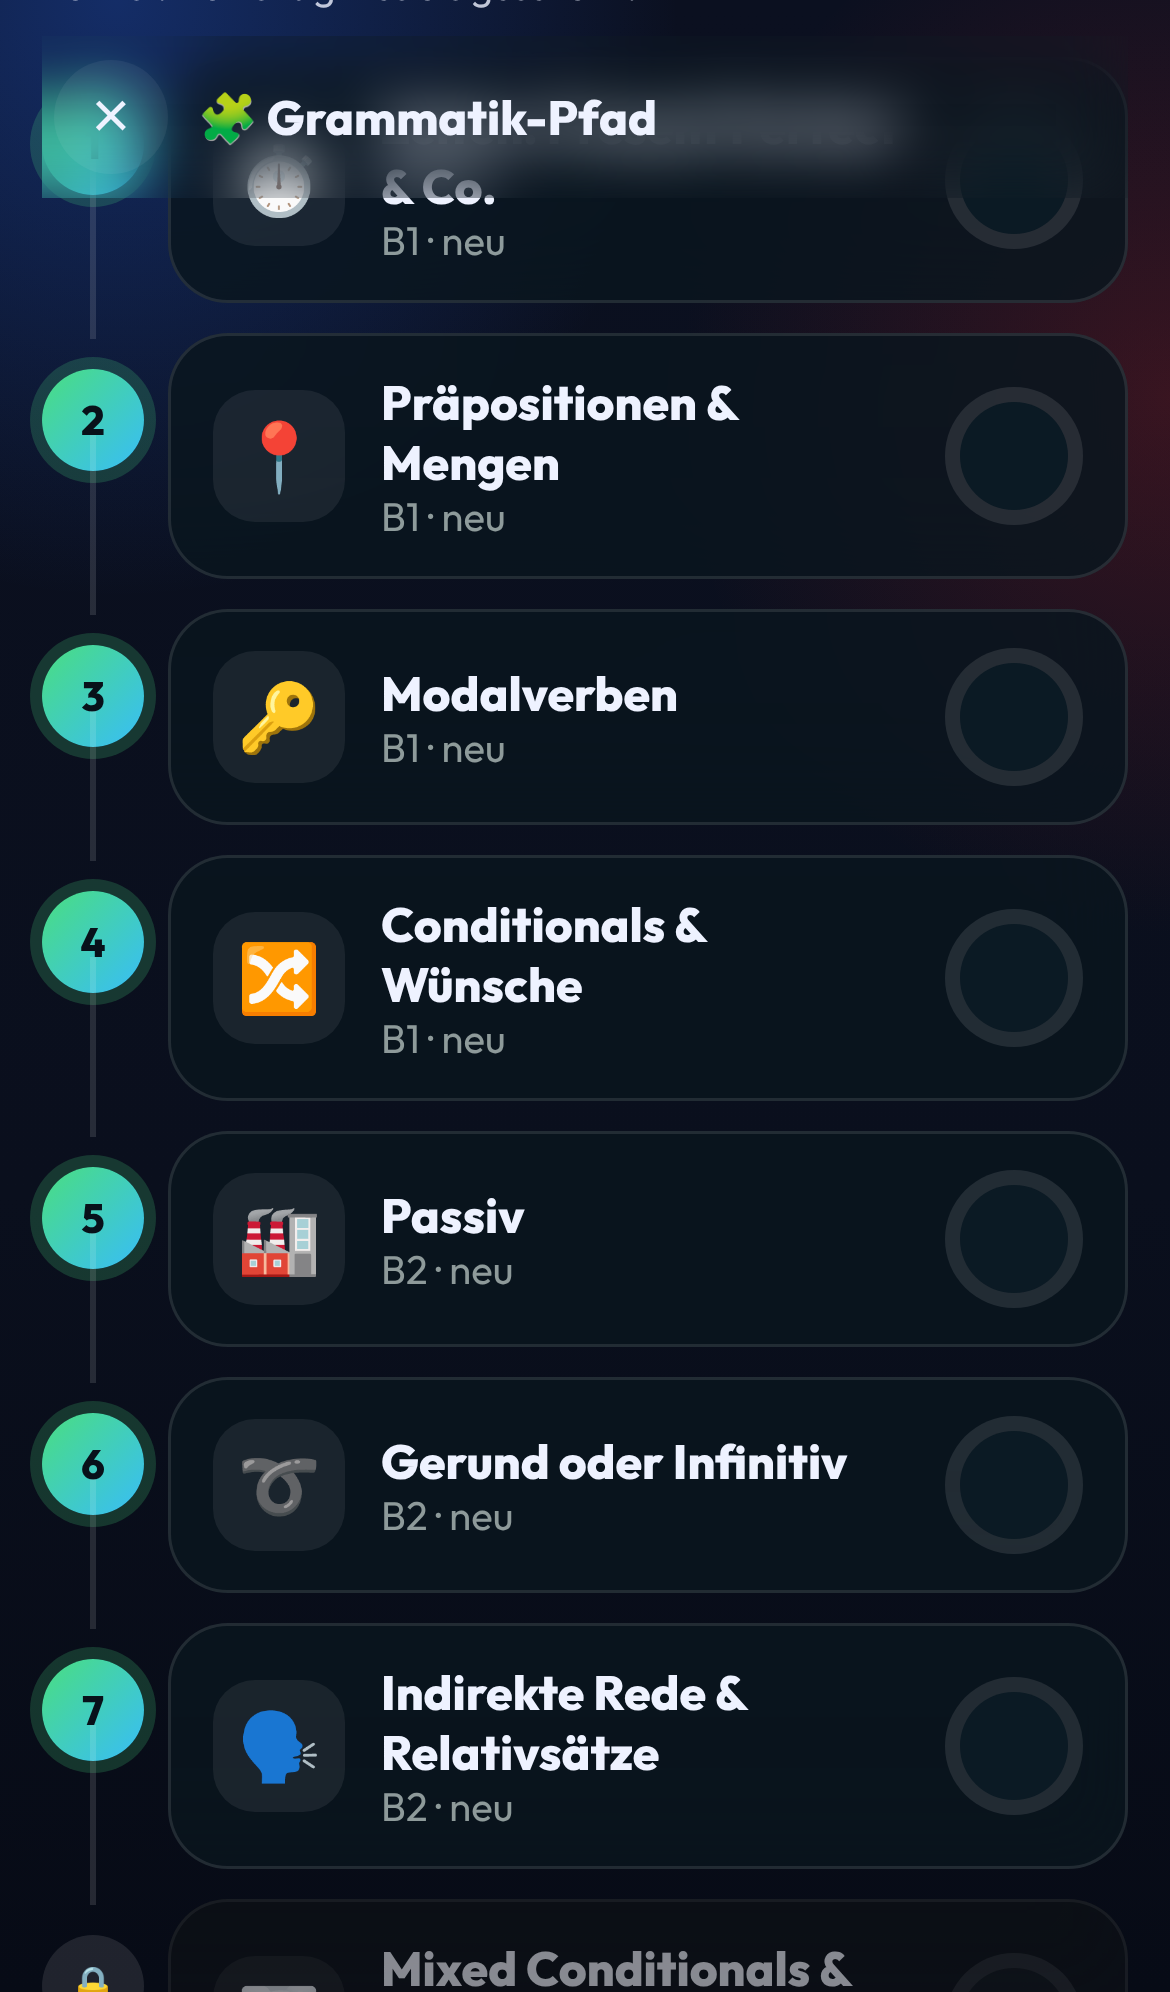 Grammatik-Pfad
& Co.
B1 · neu
2
Präpositionen &
Mengen
B1 · neu
3
Modalverben
B1 · neu
4
Conditionals &
Wünsche
B1 · neu
5
Passiv
B2 · neu
6
Gerund oder Infinitiv
B2 · neu
7
Indirekte Rede &
Relativsätze
B2 · neu
Mixed Conditionals &